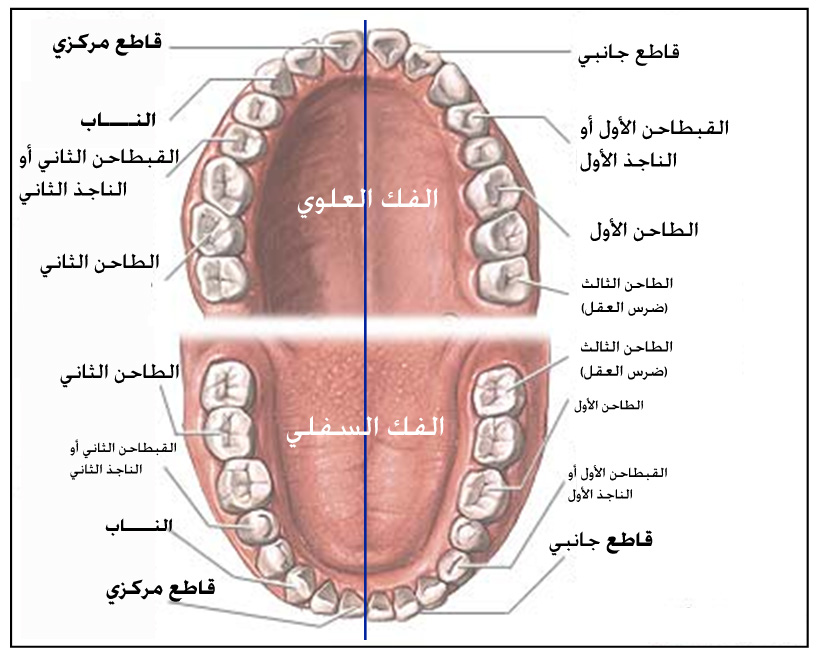 قاطع مركزي
قاطع جانبي
النـــــاب
القبطاحن الأول أو
الناجذ الأول
القبطاحن الثاني أو
الناجذ الثاني
الفك العلوي
الطاحن الأول
الطاحن الثاني
الطاحن الثالث
(ضرس العقل)
الطاحن الثالث
(ضرس العقل)
الطاحن الثاني
الطاحن الأول
الفك السفلي
القبطاحن الثاني أو
الناجذ الثاني
القبطاحن الأول أو
الناجذ الأول
النـــــاب
قاطع جانبي
قاطع مركزي